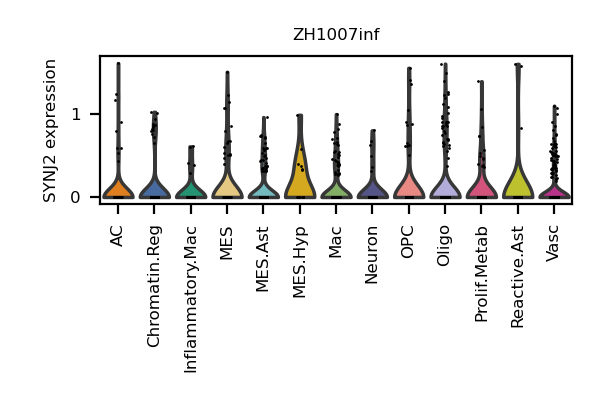 ZH1007inf
SYNJ2 expression
1
0
AC
Chromatin.Reg
Inflammatory.Mac
MES
MES.Ast
MES.Hyp
Mac
Neuron
OPC
Oligo
Prolif.Metab
Reactive.Ast
Vasc